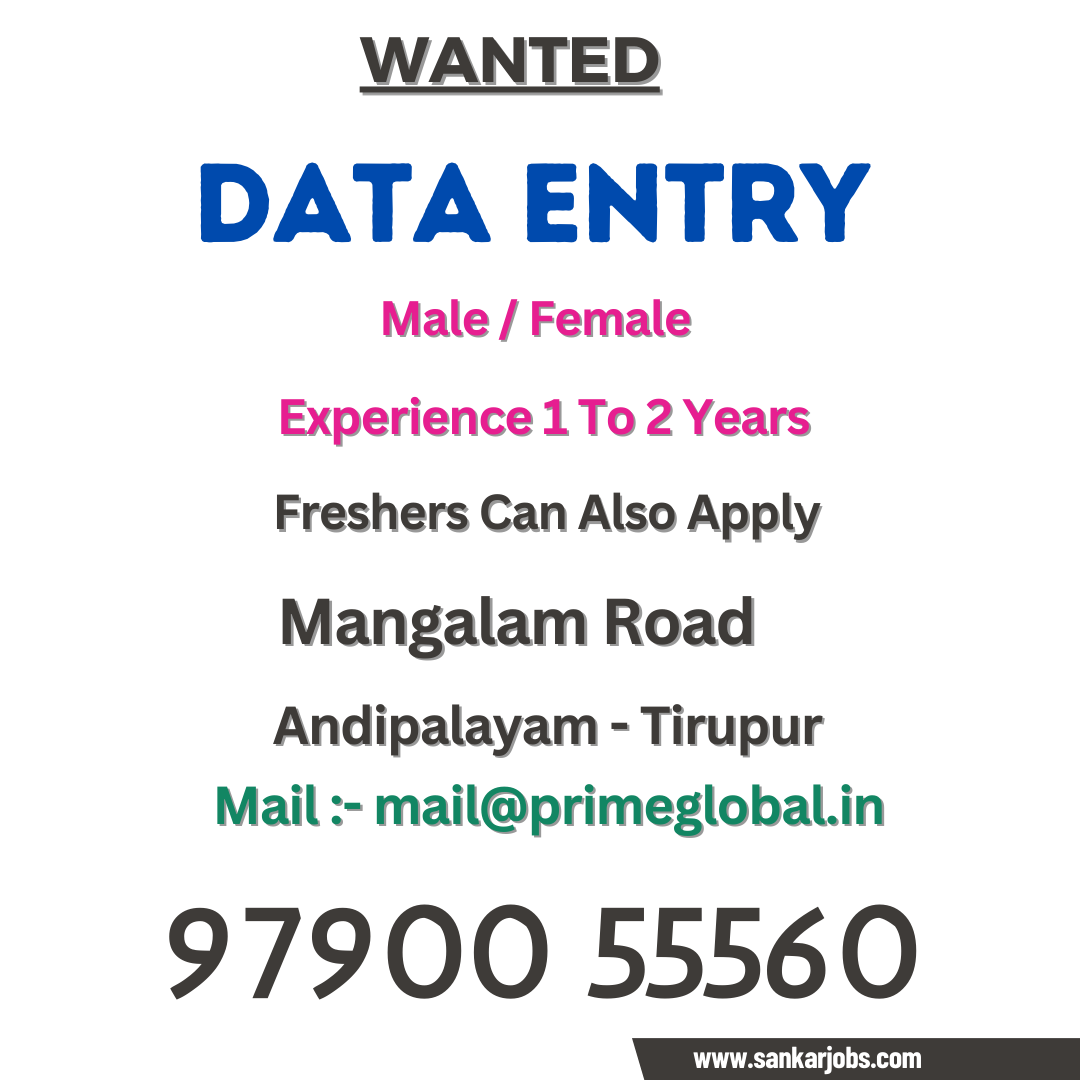 WANTED
DATA ENTRY
Male / Female
Experience 1 To 2 Years
Freshers Can Also Apply
Mangalam Road
Andipalayam - Tirupur
Mail :- mail@primeglobal.in
97900 55560
www.sankarjobs.com